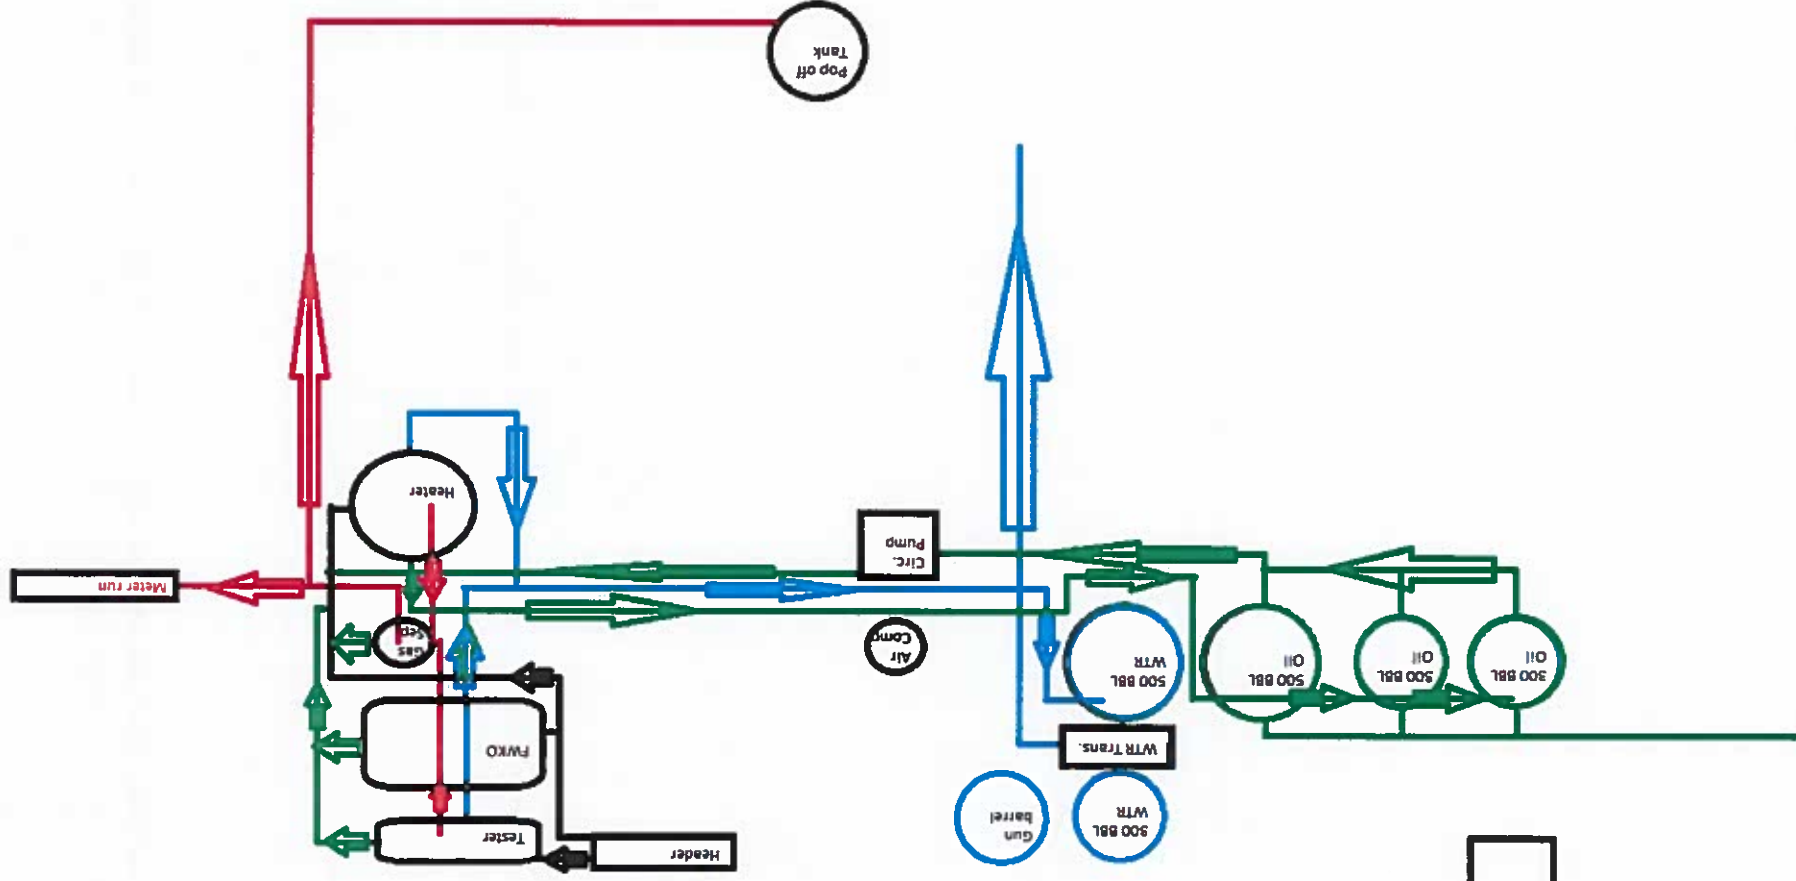 Header
Tester
500 BBL
WTR
Gun
barrel
WTR Trans.
FWKO
300 BBL
Oil
300 BBL
Oil
500 BBL
Oil
500 BBL
WTR
Air
Comp
Gas
Sep
Meter run
Circ.
Pump
Heater
Pop off
Tank